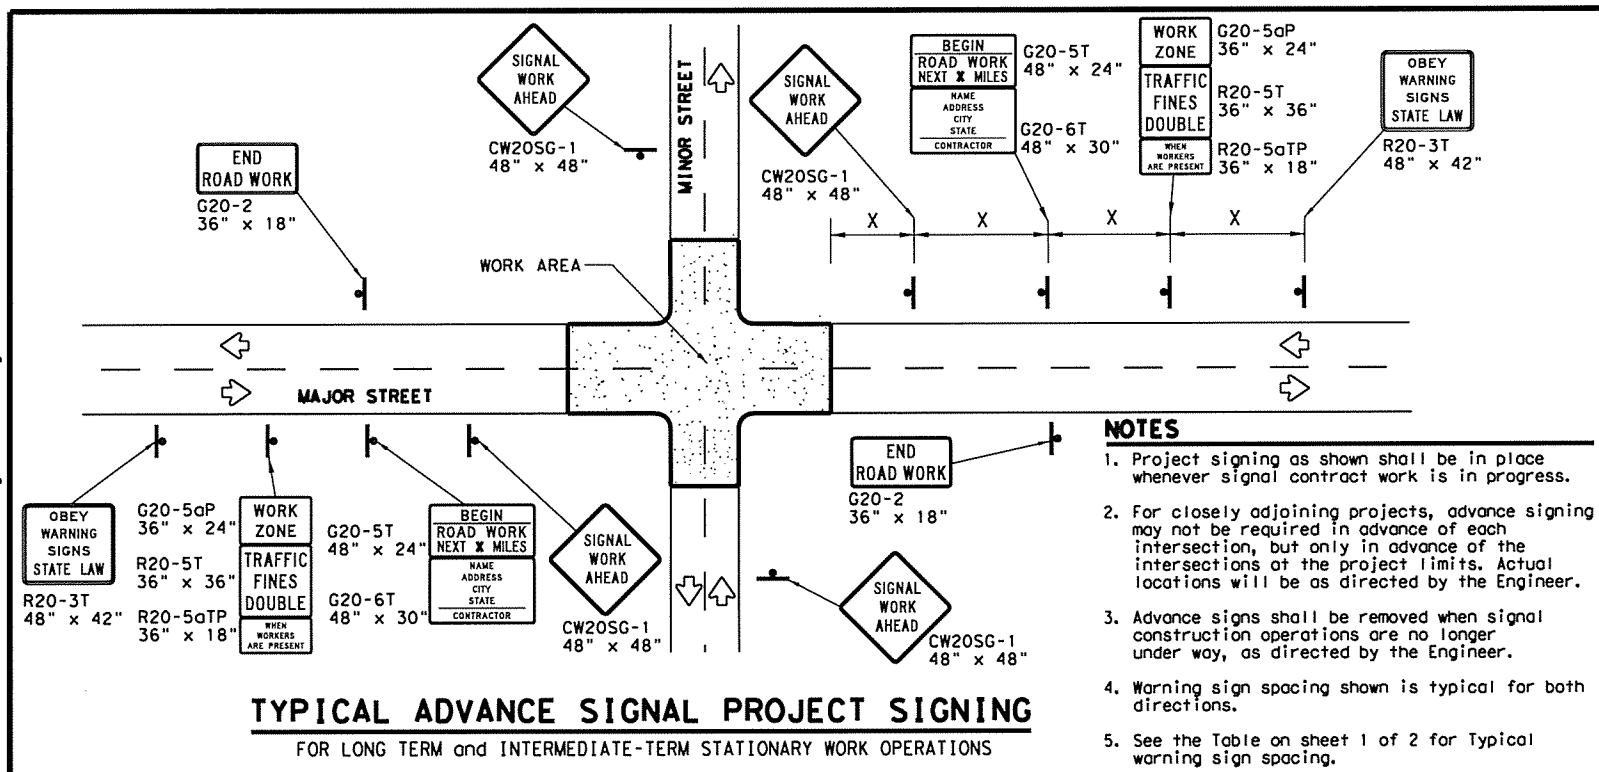 SIGNAL
WORK
AHEAD
CW20SG-1
48" x 48"
MINOR STREET
SIGNAL
WORK
AHEAD
CW20SG-1
48" x 48"
BEGIN
ROAD WORK
NEXT X MILES
NAME
ADDRESS
CITY
STATE
CONTRACTOR
G20-5T
48" x 24"
G20-6T
48" x 30"
WORK
ZONE
TRAFFIC
FINES
DOUBLE
WHEN
WORKERS
ARE PRESENT
G20-5aP
36" x 24"
R20-5T
36" x 36"
R20-5aTP
36" x 18"
OBEY
WARNING
SIGNS
STATE LAW
R20-3T
48" x 42"
END
ROAD WORK
G20-2
36" x 18"
X
X
X
X
WORK AREA
MAJOR STREET
OBEY
WARNING
SIGNS
STATE LAW
R20-3T
48" x 42"
G20-5aP
36" x 24"
R20-5T
36" x 36"
R20-5aTP
36" x 18"
WORK
ZONE
TRAFFIC
FINES
DOUBLE
WHEN
WORKERS
ARE PRESENT
G20-5T
48" x 24"
G20-6T
48" x 30"
BEGIN
ROAD WORK
NEXT X MILES
NAME
ADDRESS
CITY
STATE
CONTRACTOR
SIGNAL
WORK
AHEAD
CW20SG-1
48" x 48"
END
ROAD WORK
G20-2
36" x 18"
SIGNAL
WORK
AHEAD
CW20SG-1
48" x 48"
TYPICAL ADVANCE SIGNAL PROJECT SIGNING
FOR LONG TERM and INTERMEDIATE-TERM STATIONARY WORK OPERATIONS
NOTES
1. Project signing as shown shall be in place
whenever signal contract work is in progress.
2. For closely adjoining projects, advance signing
may not be required in advance of each
intersection, but only in advance of the
intersections at the project limits. Actual
locations will be as directed by the Engineer.
3. Advance signs shall be removed when signal
construction operations are no longer
under way, as directed by the Engineer.
4. Warning sign spacing shown is typical for both
directions.
5. See the Table on sheet 1 of 2 for Typical
warning sign spacing.